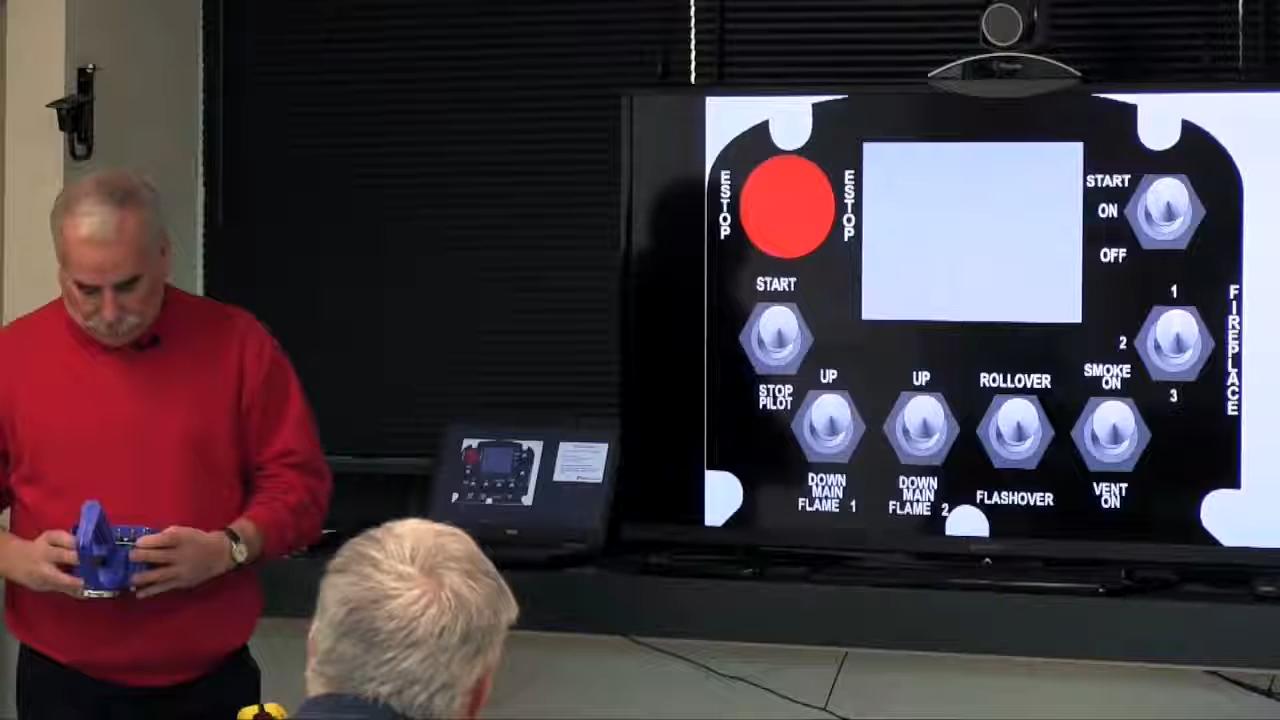 ESTOP
ESTOP
START
ON
OFF
START
STOP
PILOT
1
2
3
FIREPLACE
UP
DOWN
MAIN
FLAME 1
UP
DOWN
MAIN
FLAME 2
ROLLOVER
FLASHOVER
SMOKE
ON
VENT
ON